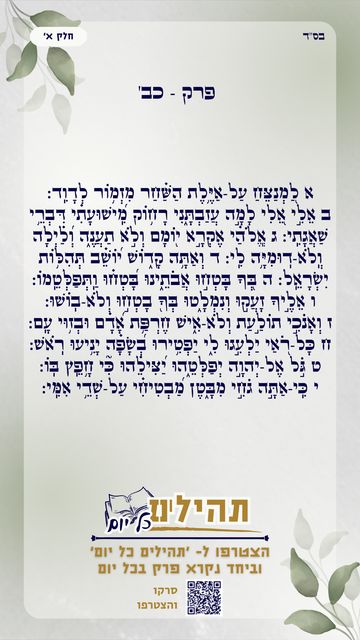 בס״ד
חלק א׳
פרק - כב׳
א לַמְנַצֵּחַ עַל-אַיֶּלֶת הַשַּׁחַר מִזְמוֹר לְדָוִד:
ב אֵלִי אֵלִי לָמָה עֲזַבְתָּנִי רָחוֹק מִישׁוּעָתִי דִּבְרֵי
שַׁאֲגָתִי: ג אֱלֹהַי אֶקְרָא יוֹמָם וְלֹא תַעֲנֶה וְלַיְלָה
וְלֹא-דוּמִיָּה לִי: ד וְאַתָּה קָדוֹשׁ יוֹשֵׁב תְּהִלּוֹת
יִשְׂרָאֵל: ה בְּךָ בָּטְחוּ אֲבֹתֵינוּ בָּטְחוּ וַתְּפַלְּטֵמוֹ:
ו אֵלֶיךָ זָעֲקוּ וְנִמְלָטוּ בְּךָ בָטְחוּ וְלֹא-בוֹשׁוּ:
ז וְאָנֹכִי תוֹלַעַת וְלֹא-אִישׁ חֶרְפַּת אָדָם וּבְזוּי עָם:
ח כָּל-רֹאַי יַלְעִגוּ לִי יַפְטִירוּ בְשָׂפָה יָנִיעוּ רֹאשׁ:
ט גֹּל אֶל-יְהוָה יְפַלְּטֵהוּ יַצִּילֵהוּ כִּי חָפֵץ בּוֹ:
י כִּי-אַתָּה גֹחִי מִבָּטֶן מַבְטִיחִי עַל-שְׁדֵי אִמִּי:
תהילים
כל יום
הצטרפו ל- ׳תהילים כל יום׳
וביחד נקרא פרק בכל יום
סרקו
והצטרפו